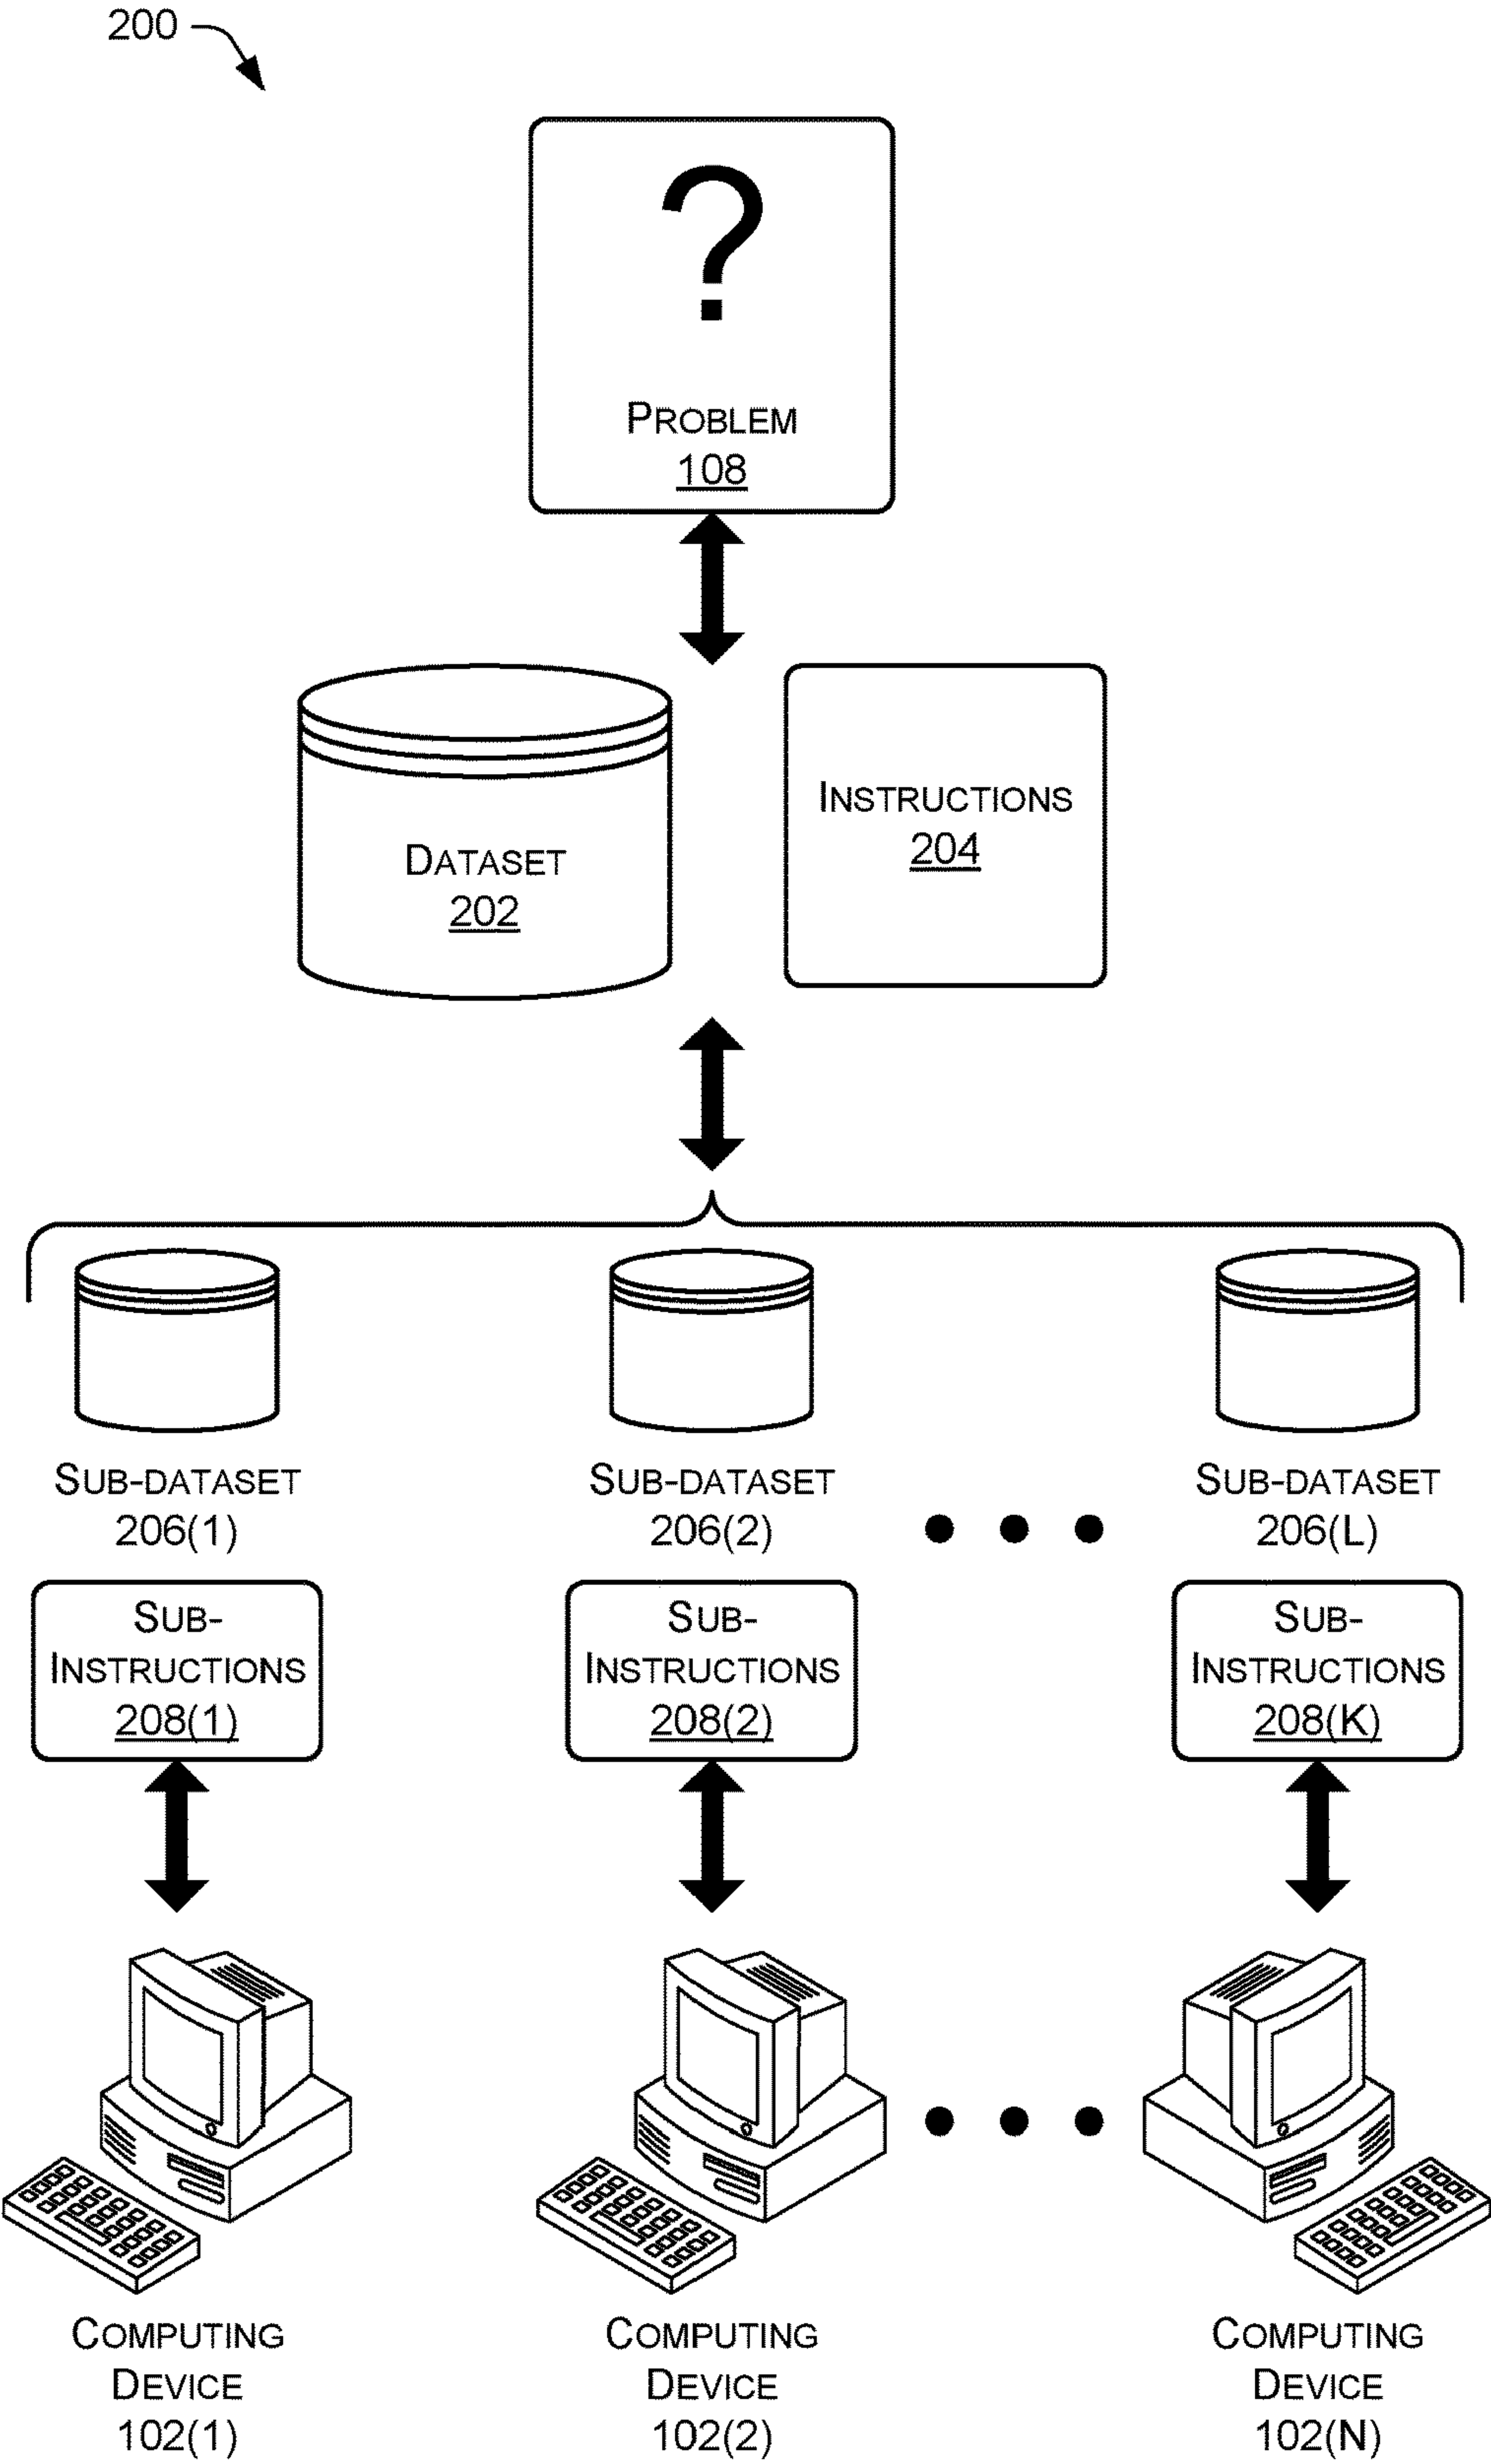 200
?
PROBLEM
108
DATASET
202
INSTRUCTIONS
204
SUB-DATASET
206(1)
SUB-DATASET
206(2)
SUB-DATASET
206(L)
SUB-
INSTRUCTIONS
208(1)
SUB-
INSTRUCTIONS
208(2)
SUB-
INSTRUCTIONS
208(K)
COMPUTING
DEVICE
102(1)
COMPUTING
DEVICE
102(2)
COMPUTING
DEVICE
102(N)